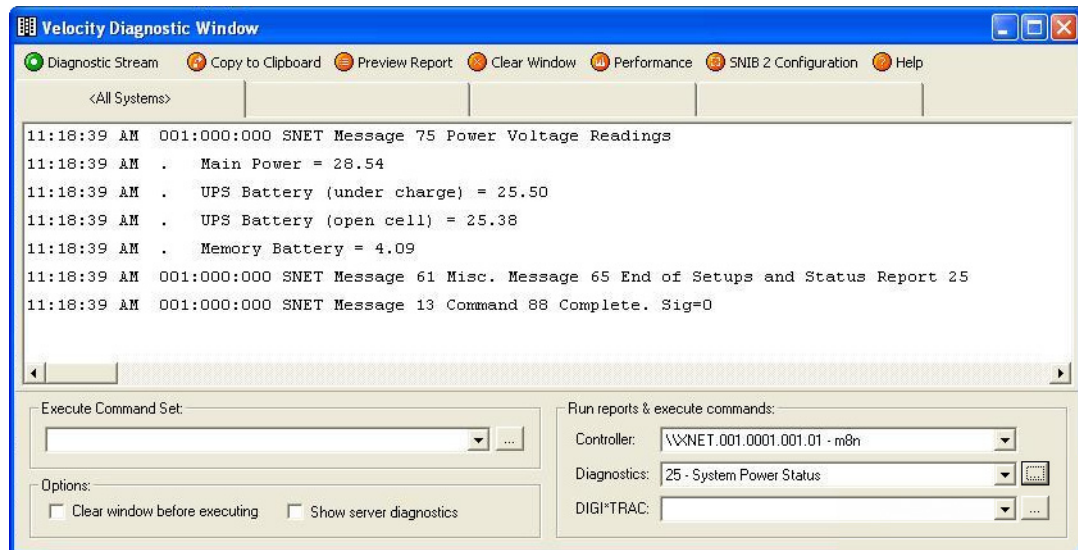 Velocity Diagnostic Window
Diagnostic Stream Copy to Clipboard Preview Report Clear Window Performance SNIB 2 Configuration Help
<All Systems>
11:18:39 AM 001:000:000 SNET Message 75 Power Voltage Readings
11:18:39 AM . Main Power = 28.54
11:18:39 AM . UPS Battery (under charge) = 25.50
11:18:39 AM . UPS Battery (open cell) = 25.38
11:18:39 AM . Memory Battery = 4.09
11:18:39 AM 001:000:000 SNET Message 61 Misc. Message 65 End of Setups and Status Report 25
11:18:39 AM 001:000:000 SNET Message 13 Command 88 Complete. Sig=0
Execute Command Set:
...
Options:
Clear window before executing Show server diagnostics
Run reports & execute commands:
Controller: \\XNET.001.0001.001.01 - m8n
Diagnostics: 25 - System Power Status ...
DIGI*TRAC: ...